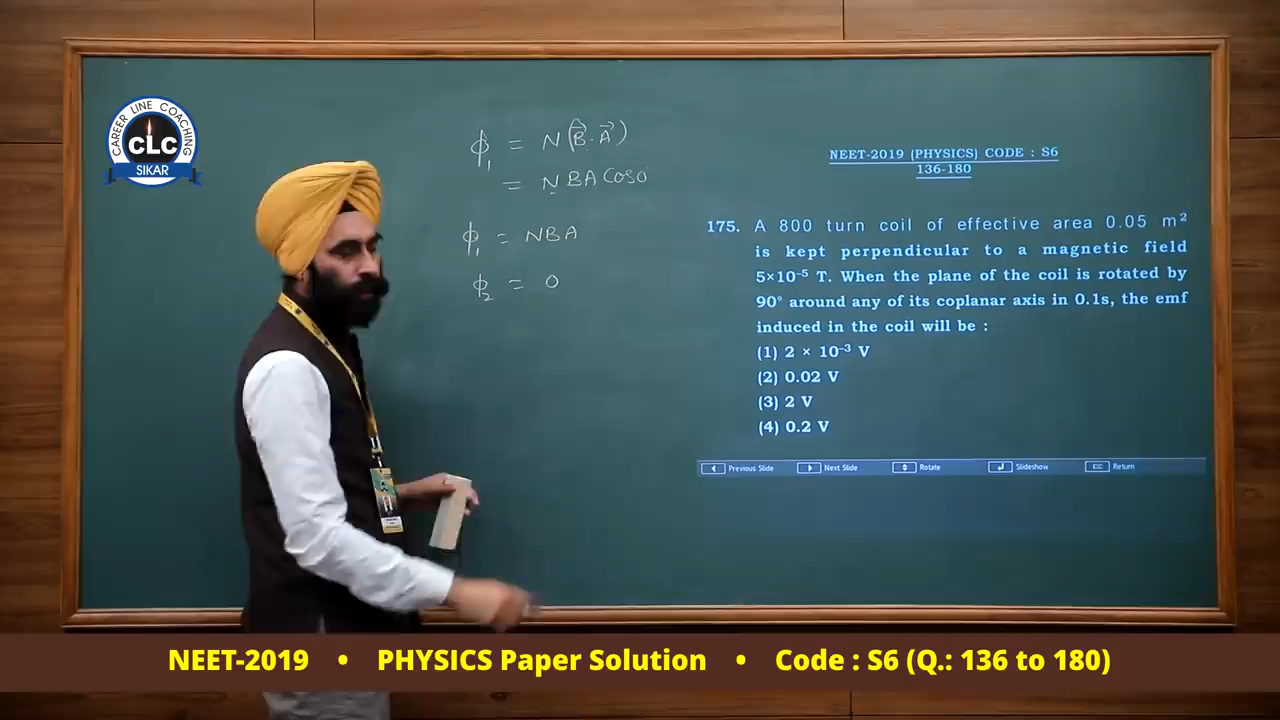 CAREER LINE COACHING
CLC
SIKAR
ϕ₁ = N(B⃗·A⃗)
= NBA Cos0
ϕ₁ = NBA
ϕ₂ = 0
NEET-2019 (PHYSICS) CODE : S6
136-180
175. A 800 turn coil of effective area 0.05 m²
is kept perpendicular to a magnetic field
5×10⁻⁵ T. When the plane of the coil is rotated by
90° around any of its coplanar axis in 0.1s, the emf
induced in the coil will be :
(1) 2 × 10⁻³ V
(2) 0.02 V
(3) 2 V
(4) 0.2 V
Previous Slide Next Slide Rotate Slideshow ESC Return
NEET-2019 • PHYSICS Paper Solution • Code : S6 (Q.: 136 to 180)